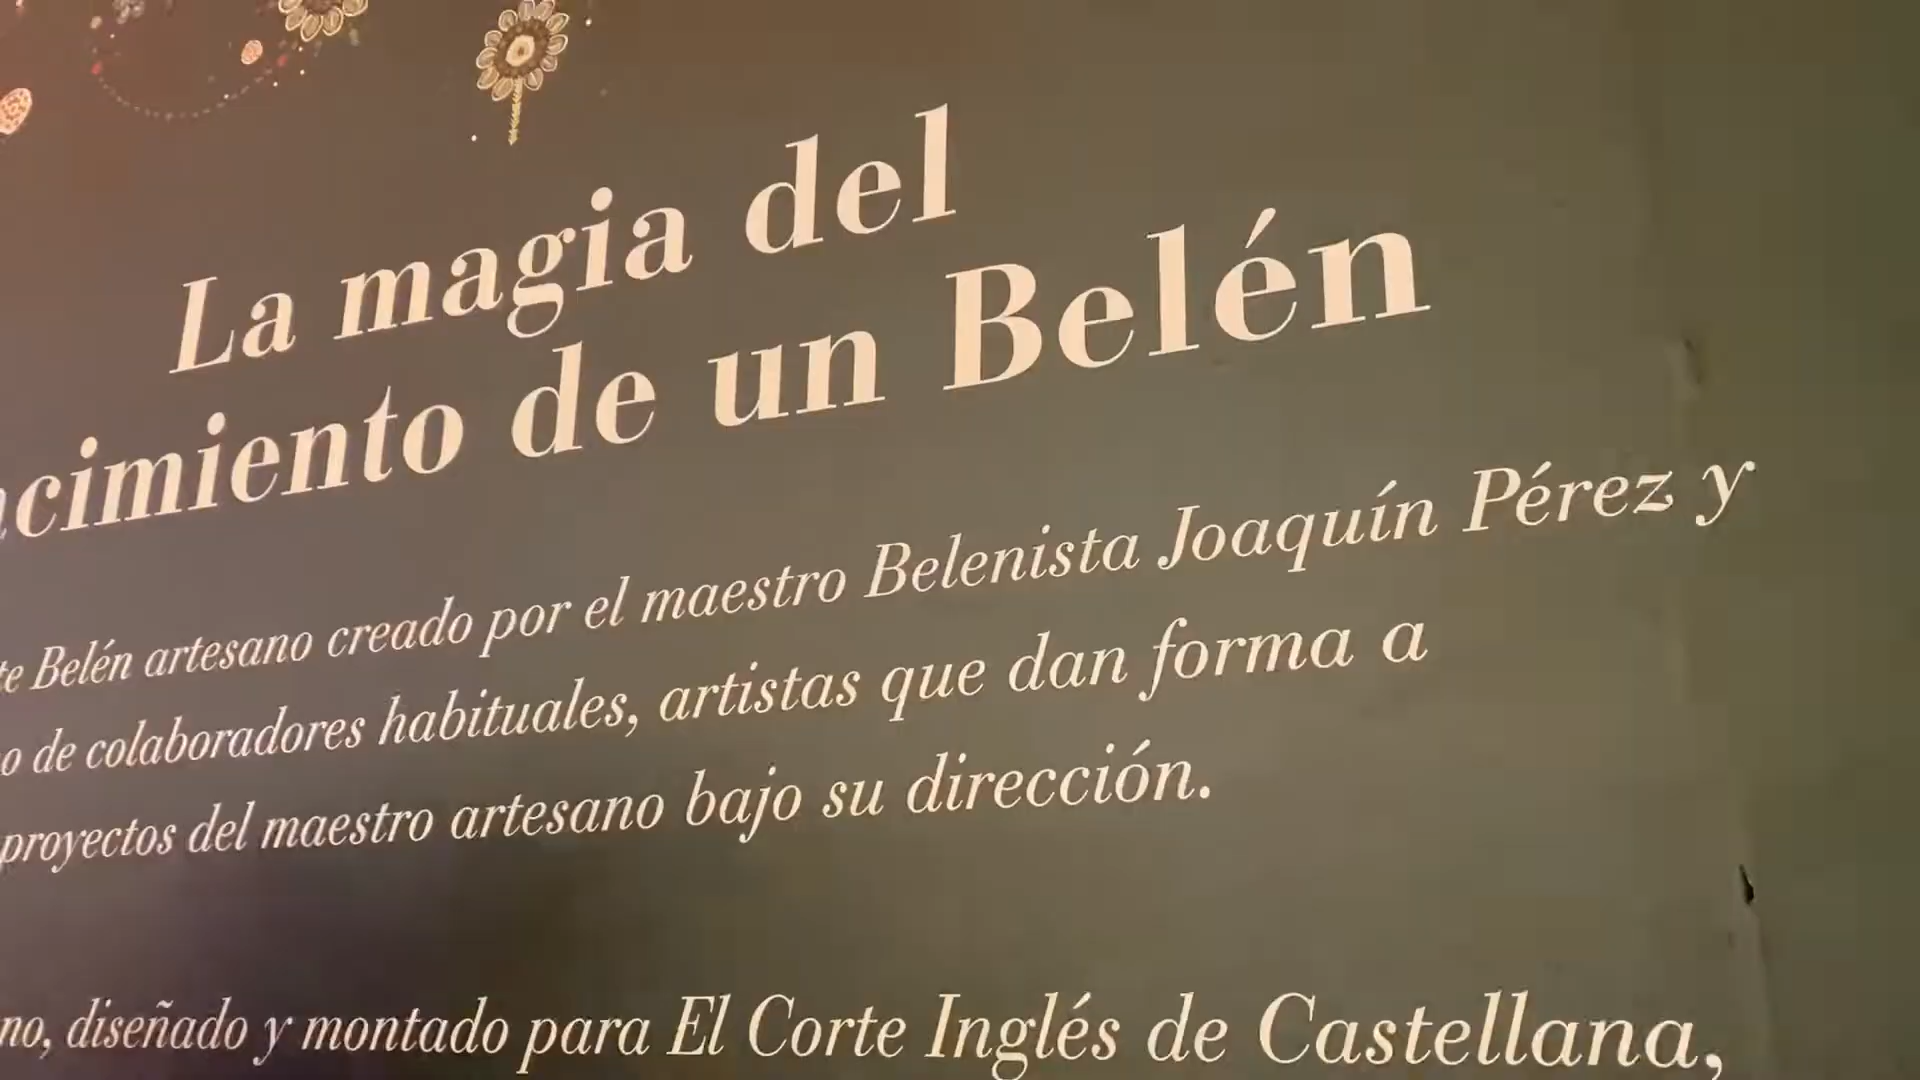 La magia del
cimiento de un Belén
Belén artesano creado por el maestro Belenista Joaquín Pérez y
de colaboradores habituales, artistas que dan forma a
proyectos del maestro artesano bajo su dirección.
diseñado y montado para El Corte Inglés de Castellana,